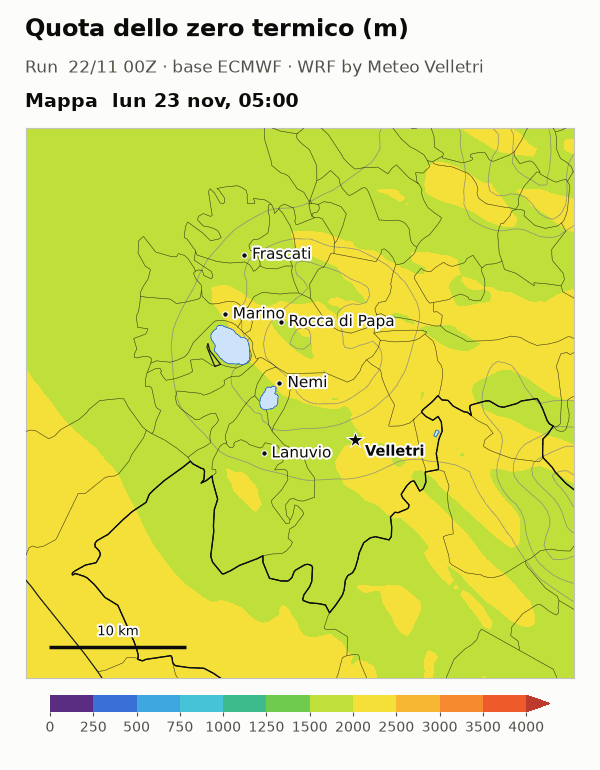 Quota dello zero termico (m)
Run  22/11 00Z · base ECMWF · WRF by Meteo Velletri
Mappa  lun 23 nov, 05:00
Frascati
Marino
Rocca di Papa
Nemi
Velletri
Lanuvio
10 km
0 250 500 750 1000 1250 1500 2000 2500 3000 3500 4000